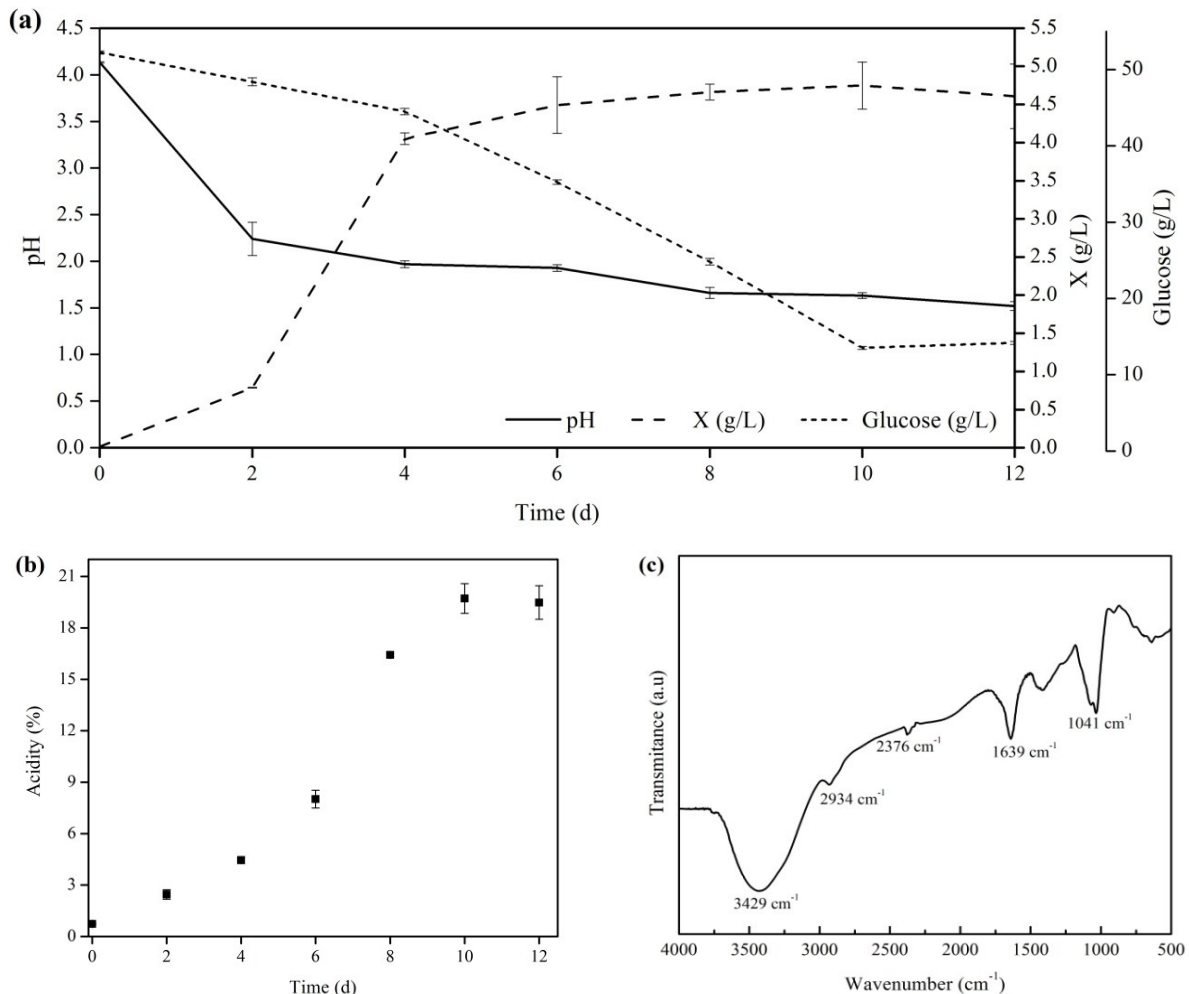 (a)
4.5
4.0
3.5
3.0
2.5
2.0
1.5
1.0
0.5
0.0
pH
5.5
5.0
4.5
4.0
3.5
3.0
2.5
2.0
1.5
1.0
0.5
0.0
X (g/L)
50
40
30
20
10
0
Glucose (g/L)
pH X (g/L) Glucose (g/L)
0 2 4 6 8 10 12
Time (d)
(b)
21
18
15
12
9
6
3
0
Acidity (%)
0 2 4 6 8 10 12
Time (d)
(c)
Transmitance (a.u)
3429 cm⁻¹
2934 cm⁻¹
2376 cm⁻¹
1639 cm⁻¹
1041 cm⁻¹
4000 3500 3000 2500 2000 1500 1000 500
Wavenumber (cm⁻¹)